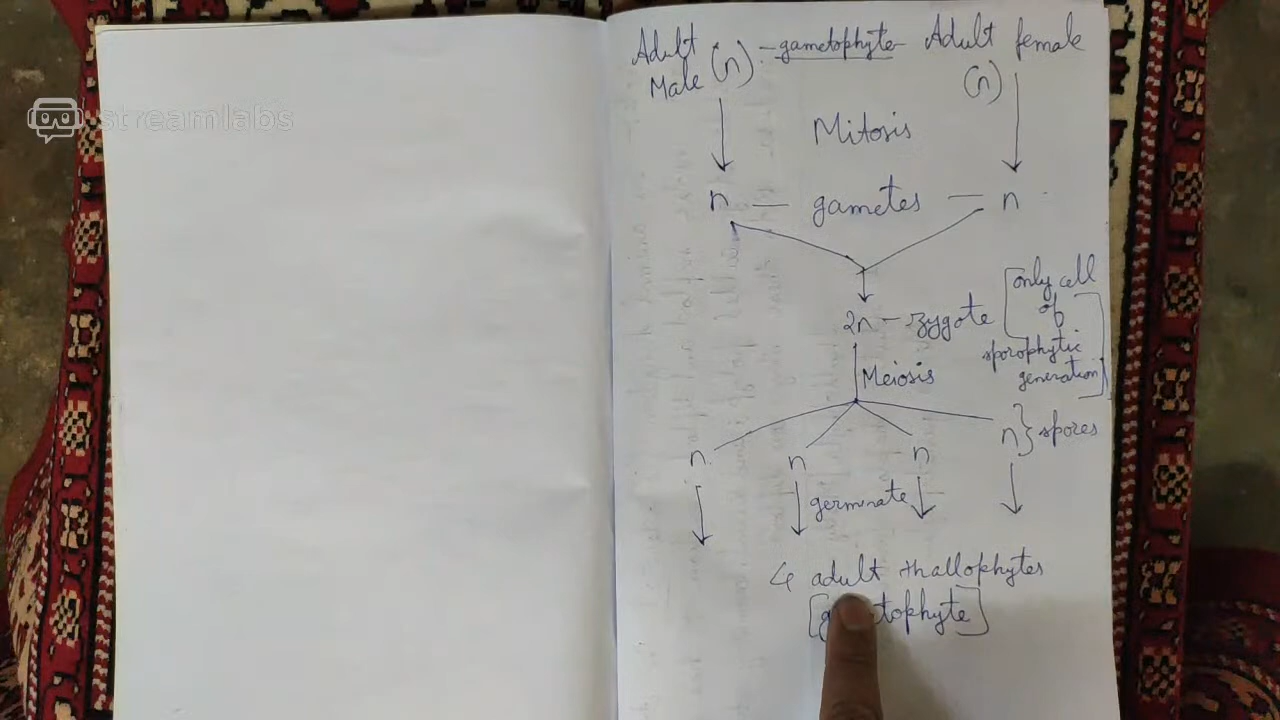 streamlabs
Adult Male (n) - gametophyte - Adult female (n)
Mitosis
n — gametes — n
2n - zygote [only cell of sporophytic generation]
Meiosis
n n n n } spores
germinate
4 adult thallophytes
[gametophyte]